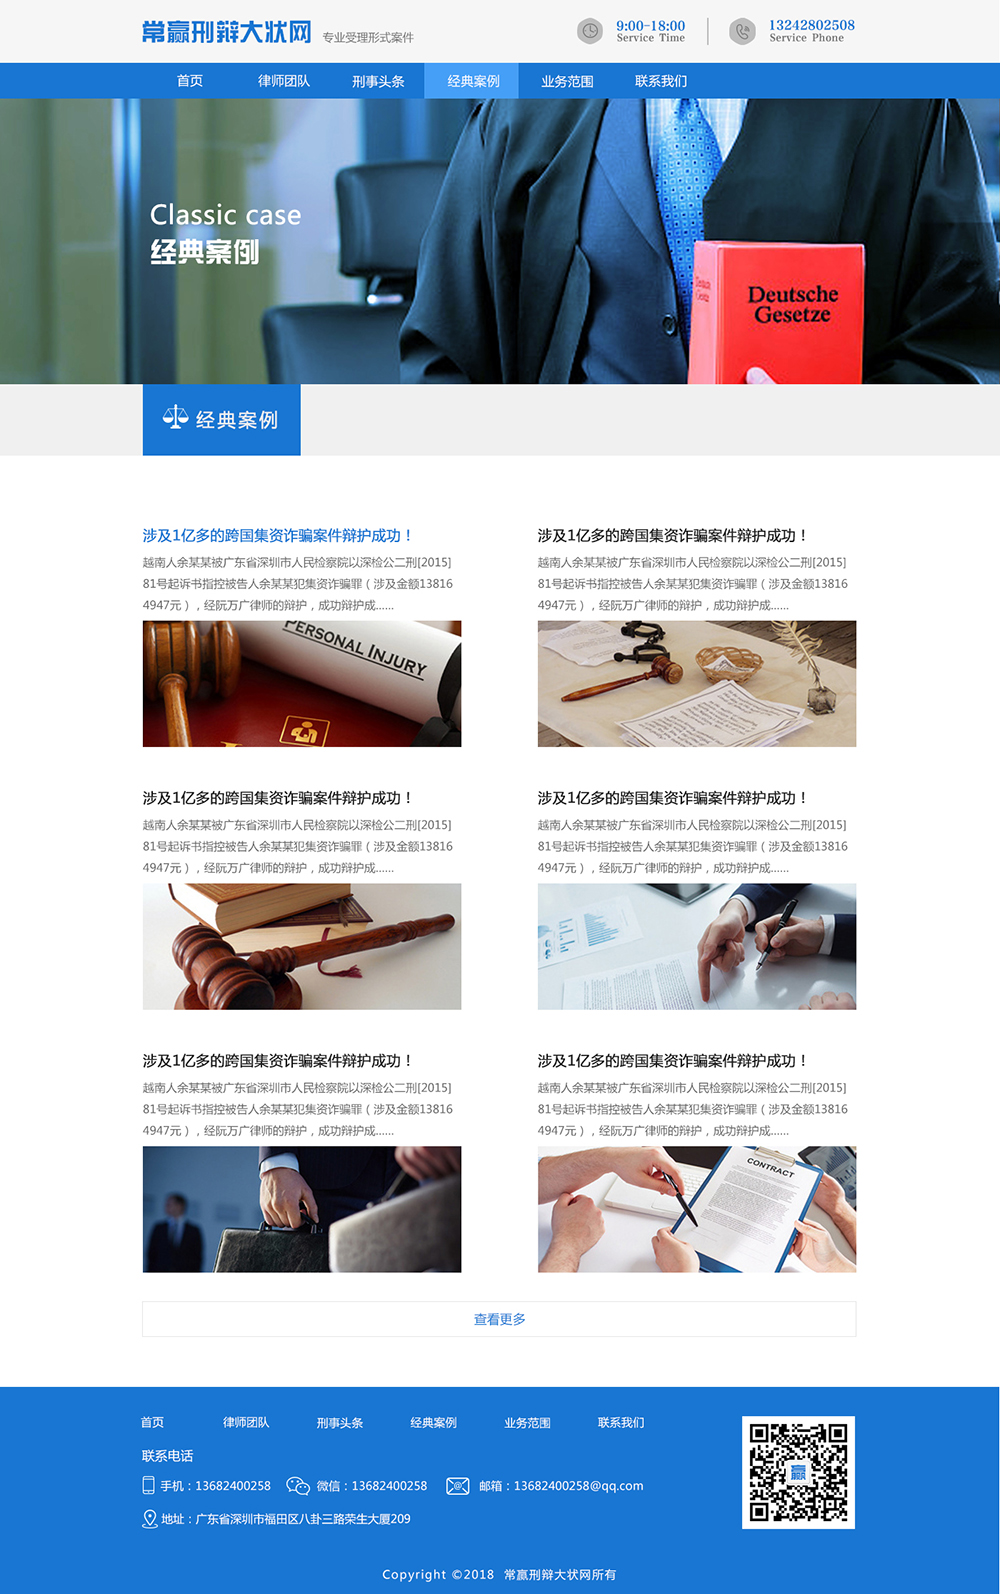 常赢刑辩大状网 专业受理形式案件
9:00-18:00
Service Time
13242802508
Service Phone
首页 律师团队 刑事头条 经典案例 业务范围 联系我们
Classic case
经典案例
Deutsche
Gesetze
经典案例
涉及1亿多的跨国集资诈骗案件辩护成功！
越南人余某某被广东省深圳市人民检察院以深检公二刑[2015]
81号起诉书指控被告人余某某犯集资诈骗罪（涉及金额13816
4947元），经阮万广律师的辩护，成功辩护成......
PERSONAL INJURY
涉及1亿多的跨国集资诈骗案件辩护成功！
越南人余某某被广东省深圳市人民检察院以深检公二刑[2015]
81号起诉书指控被告人余某某犯集资诈骗罪（涉及金额13816
4947元），经阮万广律师的辩护，成功辩护成......
涉及1亿多的跨国集资诈骗案件辩护成功！
越南人余某某被广东省深圳市人民检察院以深检公二刑[2015]
81号起诉书指控被告人余某某犯集资诈骗罪（涉及金额13816
4947元），经阮万广律师的辩护，成功辩护成......
涉及1亿多的跨国集资诈骗案件辩护成功！
越南人余某某被广东省深圳市人民检察院以深检公二刑[2015]
81号起诉书指控被告人余某某犯集资诈骗罪（涉及金额13816
4947元），经阮万广律师的辩护，成功辩护成......
涉及1亿多的跨国集资诈骗案件辩护成功！
越南人余某某被广东省深圳市人民检察院以深检公二刑[2015]
81号起诉书指控被告人余某某犯集资诈骗罪（涉及金额13816
4947元），经阮万广律师的辩护，成功辩护成......
涉及1亿多的跨国集资诈骗案件辩护成功！
越南人余某某被广东省深圳市人民检察院以深检公二刑[2015]
81号起诉书指控被告人余某某犯集资诈骗罪（涉及金额13816
4947元），经阮万广律师的辩护，成功辩护成......
CONTRACT
查看更多
首页 律师团队 刑事头条 经典案例 业务范围 联系我们
联系电话
手机：13682400258 微信：13682400258 邮箱：13682400258@qq.com
地址：广东省深圳市福田区八卦三路荣生大厦209
赢
Copyright ©2018 常赢刑辩大状网所有